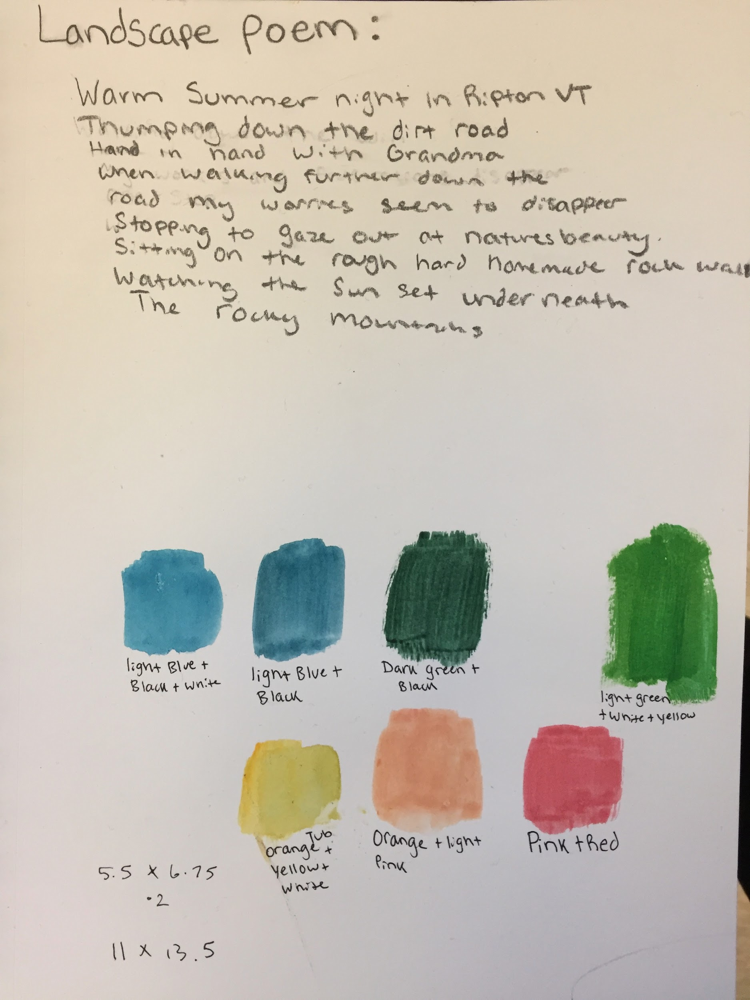 Landscape Poem:
Warm Summer night in Ripton VT
Thumping down the dirt road
Hand in hand with Grandma
when walking further down the
road my worries seem to disappear
Stopping to gaze out at natures beauty.
Sitting on the rough hard homemade rock wall
Watching the Sun set underneath
The rocky mountains
light Blue +
Black + white
light Blue +
Black
Dark green +
Black
light green
+ white + yellow
Tub
orange +
yellow +
white
Orange + light
Pink
Pink + Red
5.5 x 6.75
·2
11 x 13.5